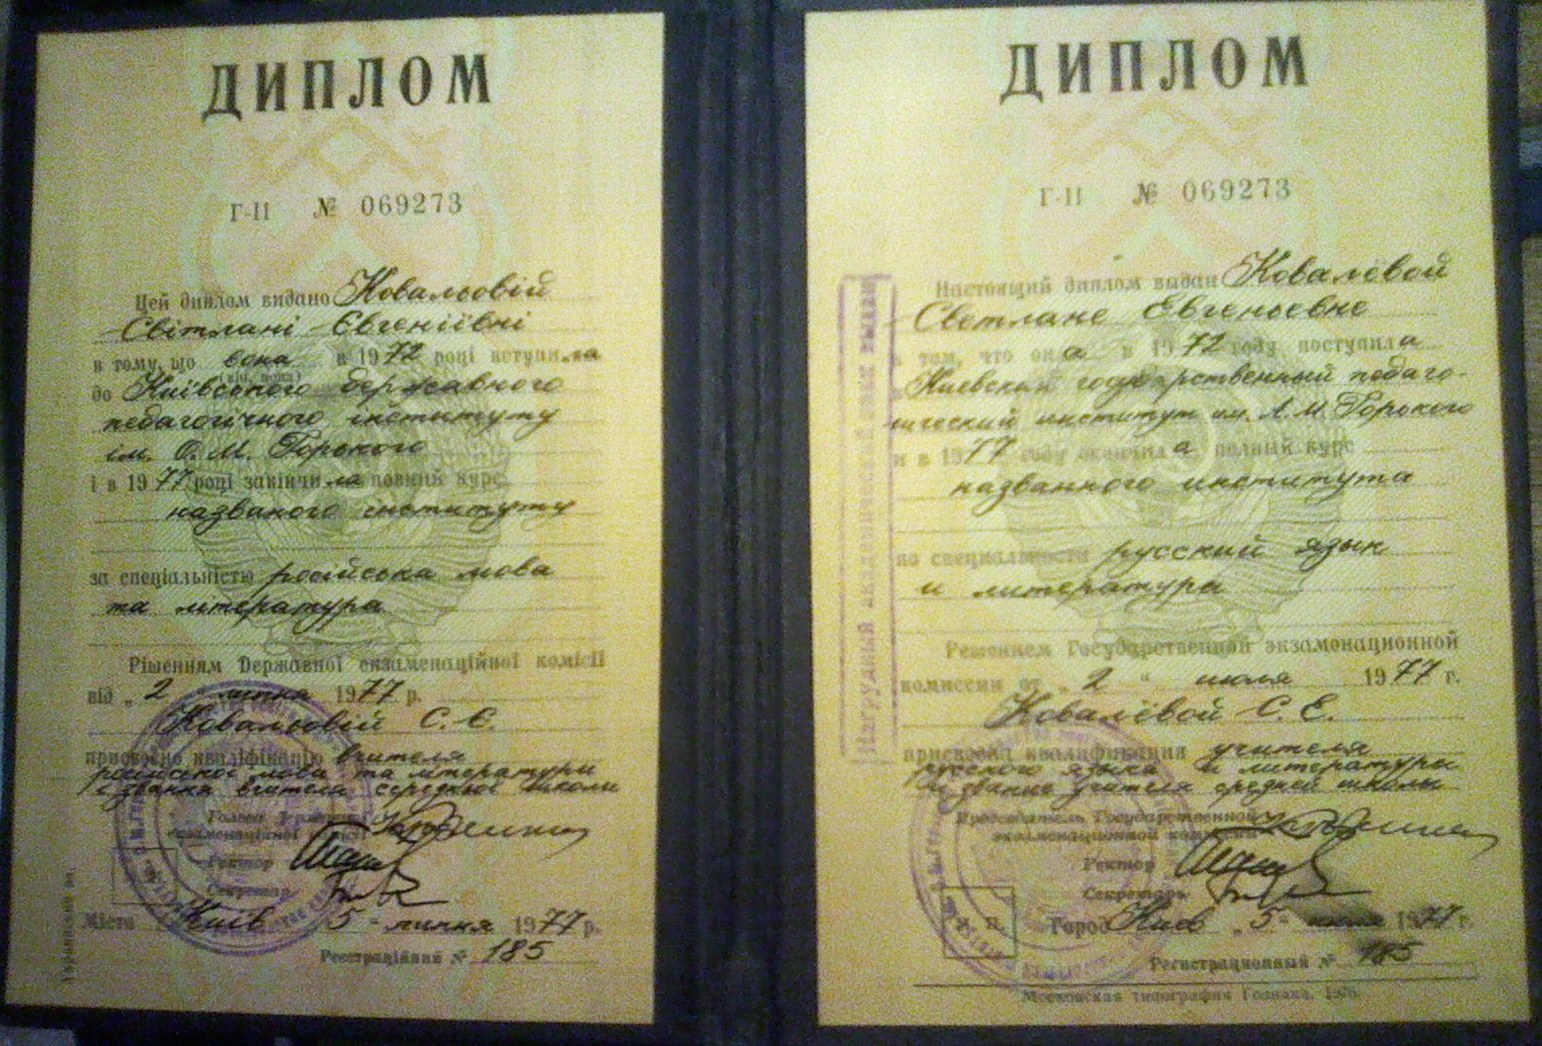 ДИПЛОМ
Г-II № 069273
Цей диплом видано Ковальовій
Світлані Євгеніївні
в тому, що вона в 1972 році вступила
до Київського державного
педагогічного інституту
ім. О. М. Горького
і в 1977 році закінчила повний курс
названого інституту
за спеціальністю російська мова
та література
Рішенням Державної екзаменаційної комісії
від „2 липня 1977 р.
Ковальовій С. Є.
присвоєно кваліфікацію вчителя
російської мови та літератури
і звання вчителя середньої школи
Голова Державної
екзаменаційної
Ректор
Секретар
Місто Київ 5 " липня 1977 р.
Реєстраційний № 185
ДИПЛОМ
Г-II № 069273
Настоящий диплом выдан Ковалёвой
Светлане Евгеньевне
в том, что она в 1972 году поступила
в Киевский государственный педаго-
гический институт им. А. М. Горького
и в 1977 году окончила полный курс
названного института
по специальности русский язык
и литература
Решением Государственной экзаменационной
комиссии от „2 " июля 1977 г.
Ковалёвой С. Е.
присвоена квалификация учителя
русского языка и литературы
и звание учителя средней школы
Председатель Государственной
экзаменационной
Ректор
Секретарь
М. П.
Город Киев „5 " июля 1977 г.
Регистрационный № 185
Московская типография Гознака. 1976.
Нагрудный академический знак выдан